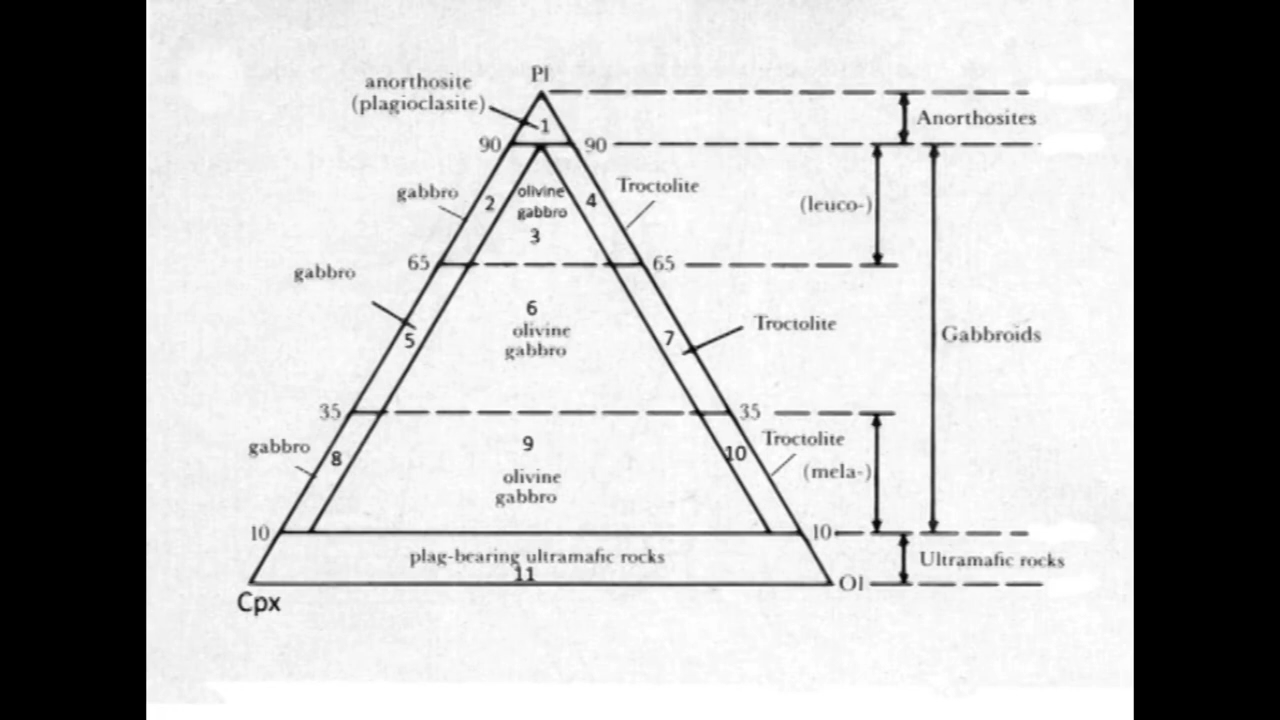 Pl
anorthosite
(plagioclasite)
1
Anorthosites
90
90
gabbro
2
olivine
gabbro
3
4
Troctolite
(leuco-)
65
65
gabbro
5
6
olivine
gabbro
7
Troctolite
Gabbroids
35
35
gabbro
8
9
olivine
gabbro
10
Troctolite
(mela-)
10
10
plag-bearing ultramafic rocks
11
Ultramafic rocks
Cpx
Ol